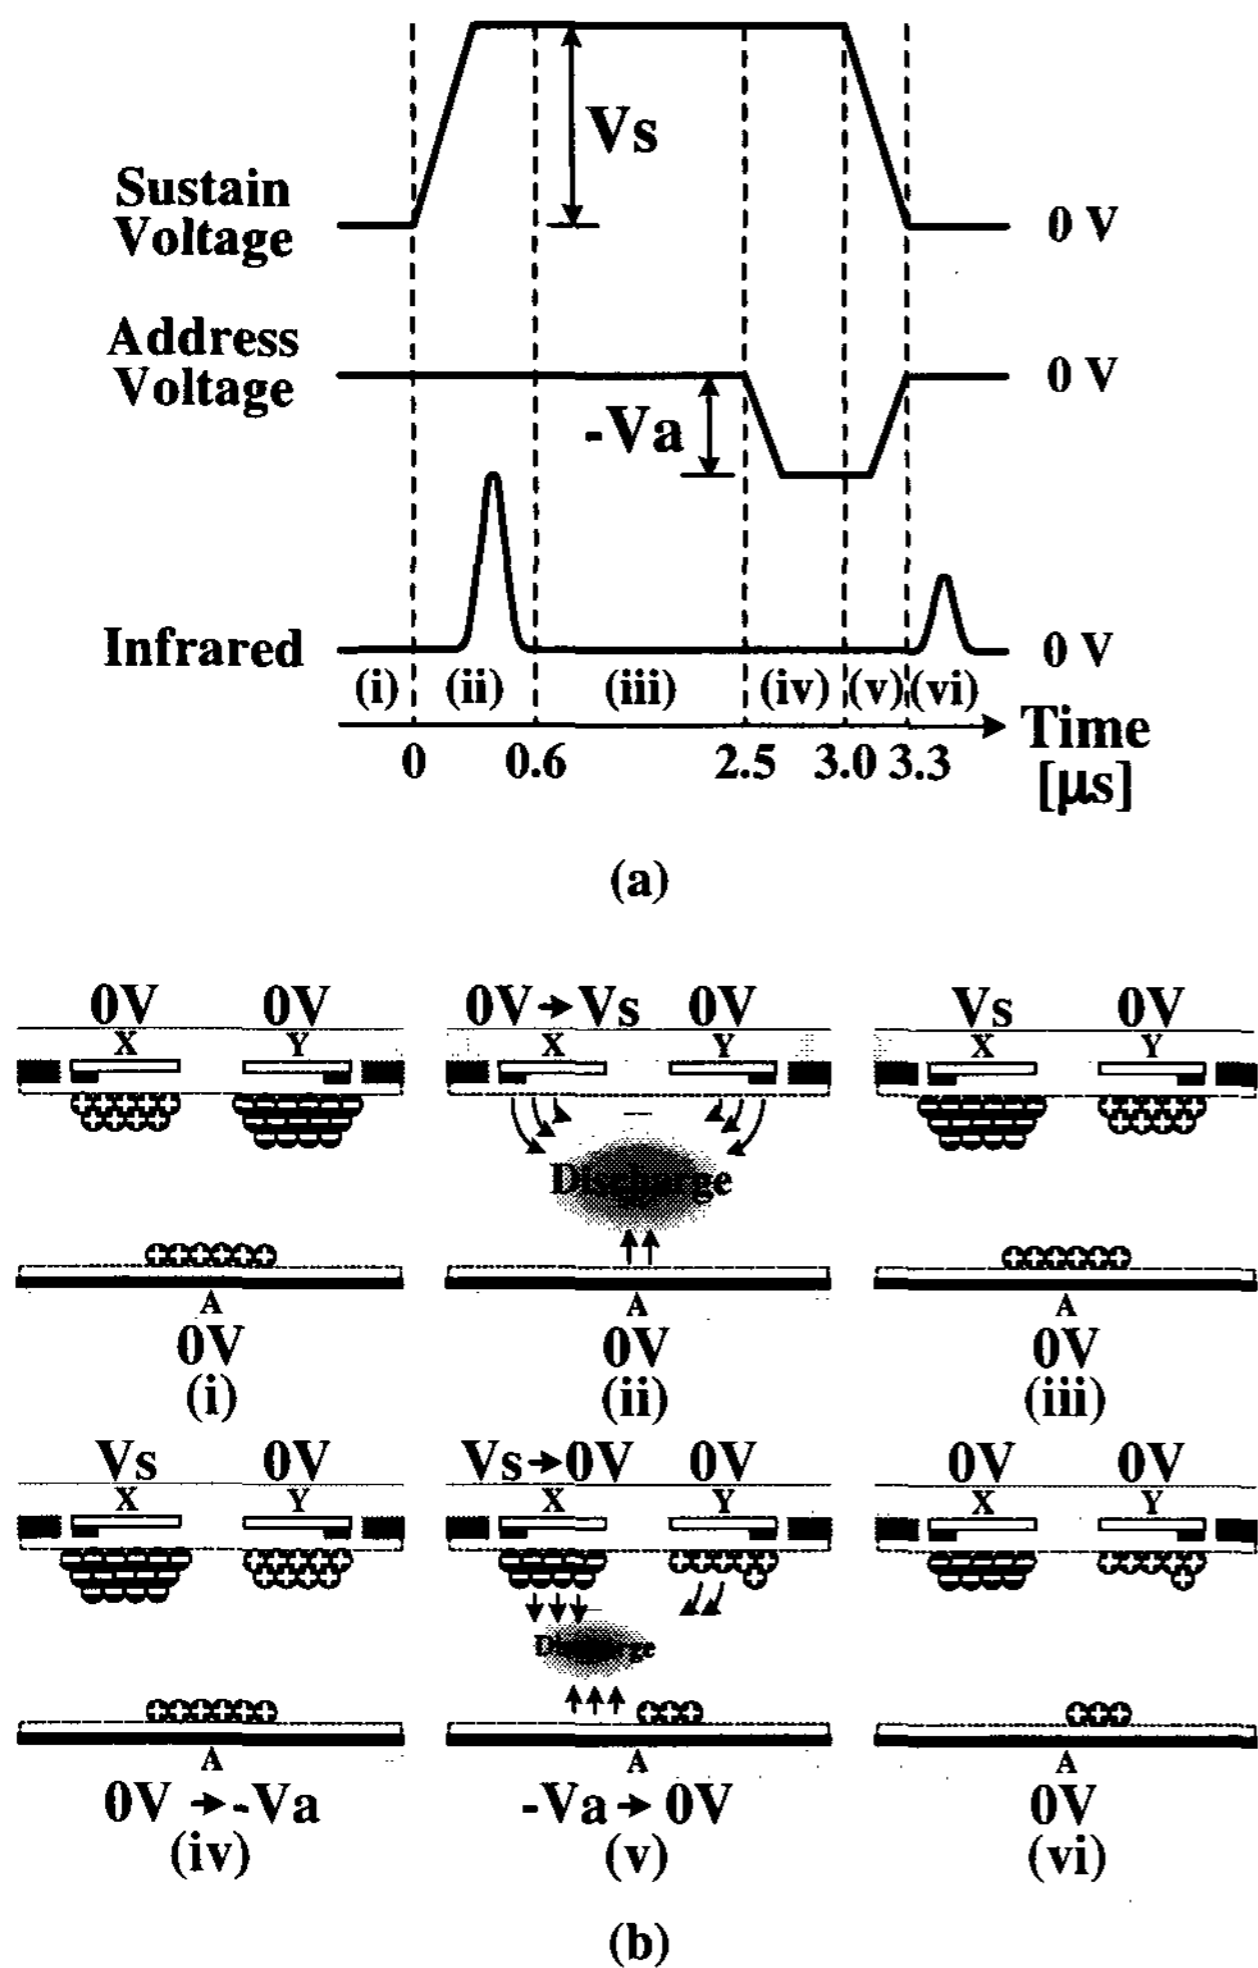 Vs
Sustain
Voltage
0 V
Address
Voltage
0 V
-Va
Infrared
0 V
(i) (ii) (iii) (iv) (v) (vi)
Time
[μs]
0 0.6 2.5 3.0 3.3
(a)
0V 0V 0V→Vs 0V Vs 0V
X Y X Y X Y
Discharge
A A A
0V 0V 0V
(i) (ii) (iii)
Vs 0V Vs→0V 0V 0V 0V
X Y X Y X Y
Discharge
A A A
0V→-Va -Va→0V 0V
(iv) (v) (vi)
(b)